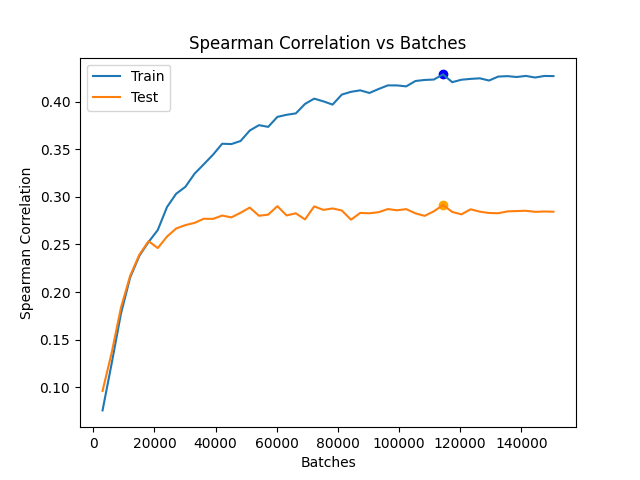 Spearman Correlation vs Batches
Train
Test
Spearman Correlation
0.40
0.35
0.30
0.25
0.20
0.15
0.10
0 20000 40000 60000 80000 100000 120000 140000
Batches